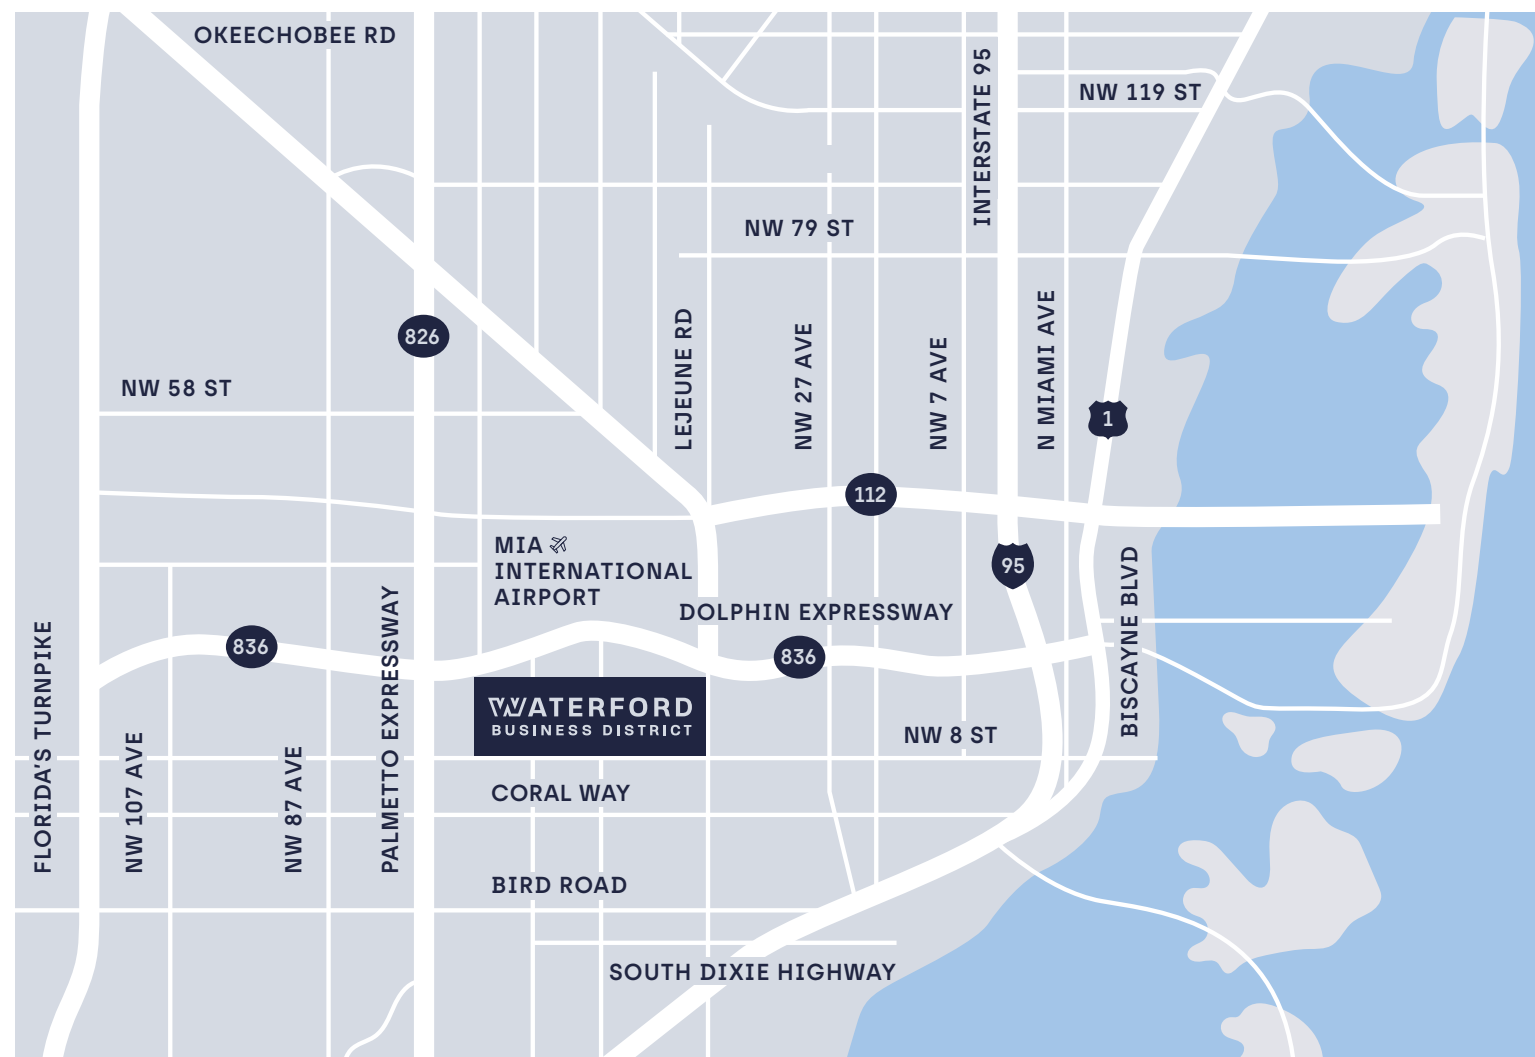 OKEECHOBEE RD
INTERSTATE 95
NW 119 ST
NW 79 ST
826
NW 58 ST
LEJEUNE RD
NW 27 AVE
NW 7 AVE
N MIAMI AVE
1
112
MIA
INTERNATIONAL
AIRPORT
95
DOLPHIN EXPRESSWAY
BISCAYNE BLVD
836
836
FLORIDA'S TURNPIKE
NW 107 AVE
NW 87 AVE
PALMETTO EXPRESSWAY
WATERFORD
BUSINESS DISTRICT
NW 8 ST
CORAL WAY
BIRD ROAD
SOUTH DIXIE HIGHWAY